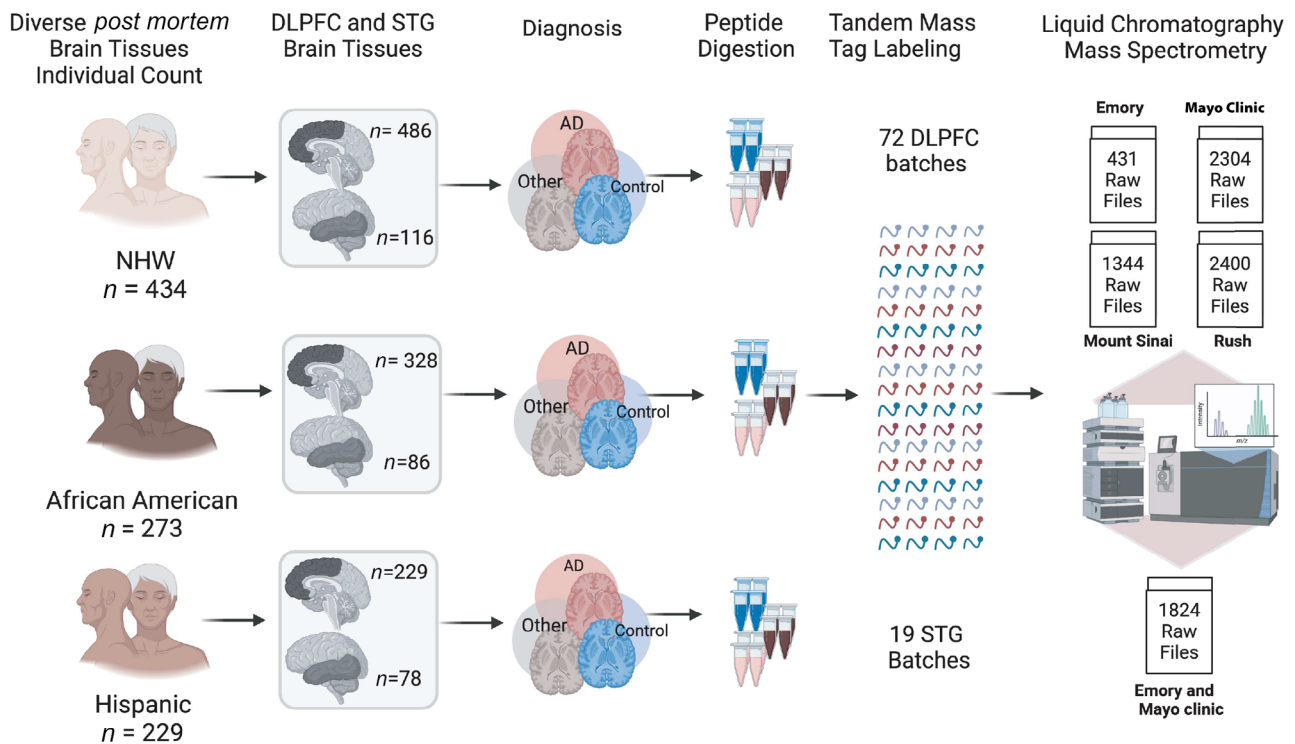 Diverse post mortem
Brain Tissues
Individual Count
DLPFC and STG
Brain Tissues
Diagnosis
Peptide
Digestion
Tandem Mass
Tag Labeling
Liquid Chromatography
Mass Spectrometry
NHW
n = 434
n= 486
n=116
AD
Other
Control
72 DLPFC
batches
Emory
431
Raw
Files
Mayo Clinic
2304
Raw
Files
1344
Raw
Files
Mount Sinai
2400
Raw
Files
Rush
African American
n = 273
n= 328
n=86
AD
Other
Control
Intensity
m/z
Hispanic
n = 229
n=229
n=78
AD
Other
Control
19 STG
Batches
1824
Raw
Files
Emory and
Mayo clinic